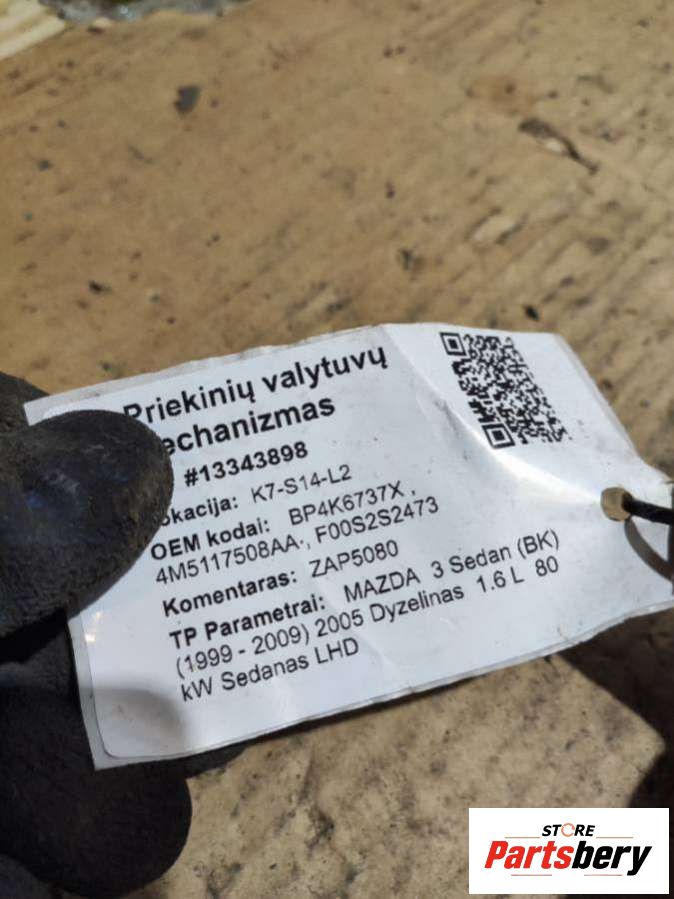 Priekinių valytuvų
echanizmas
#13343898
okacija: K7-S14-L2
OEM kodai: BP4K6737X ,
4M5117508AA-, F00S2S2473
Komentaras: ZAP5080
TP Parametrai: MAZDA 3 Sedan (BK)
(1999 - 2009) 2005 Dyzelinas 1.6 L 80
kW Sedanas LHD
STORE
Partsbery